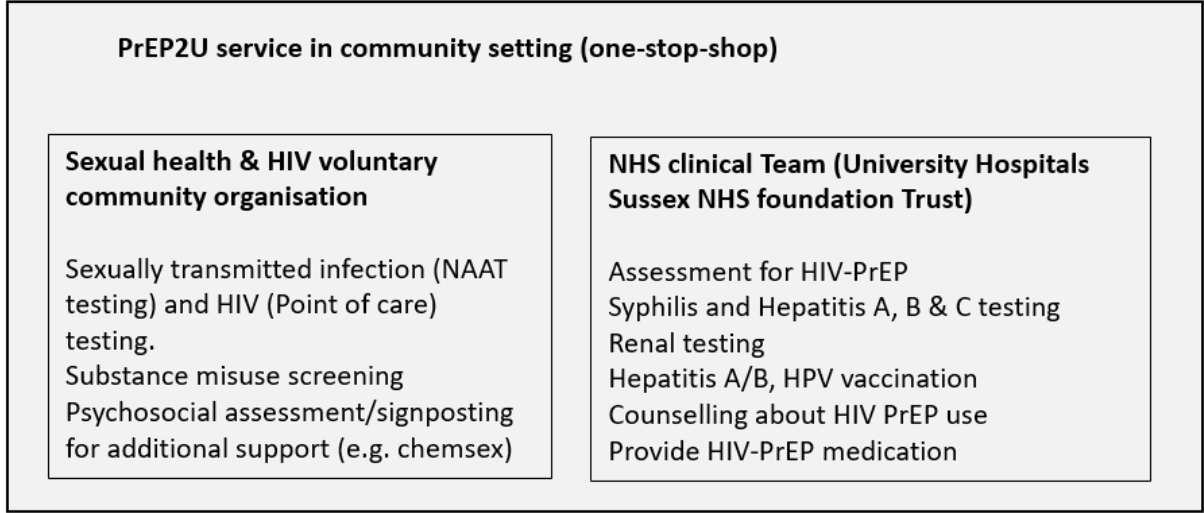 PrEP2U service in community setting (one-stop-shop)
Sexual health & HIV voluntary
community organisation
Sexually transmitted infection (NAAT
testing) and HIV (Point of care)
testing.
Substance misuse screening
Psychosocial assessment/signposting
for additional support (e.g. chemsex)
NHS clinical Team (University Hospitals
Sussex NHS foundation Trust)
Assessment for HIV-PrEP
Syphilis and Hepatitis A, B & C testing
Renal testing
Hepatitis A/B, HPV vaccination
Counselling about HIV PrEP use
Provide HIV-PrEP medication